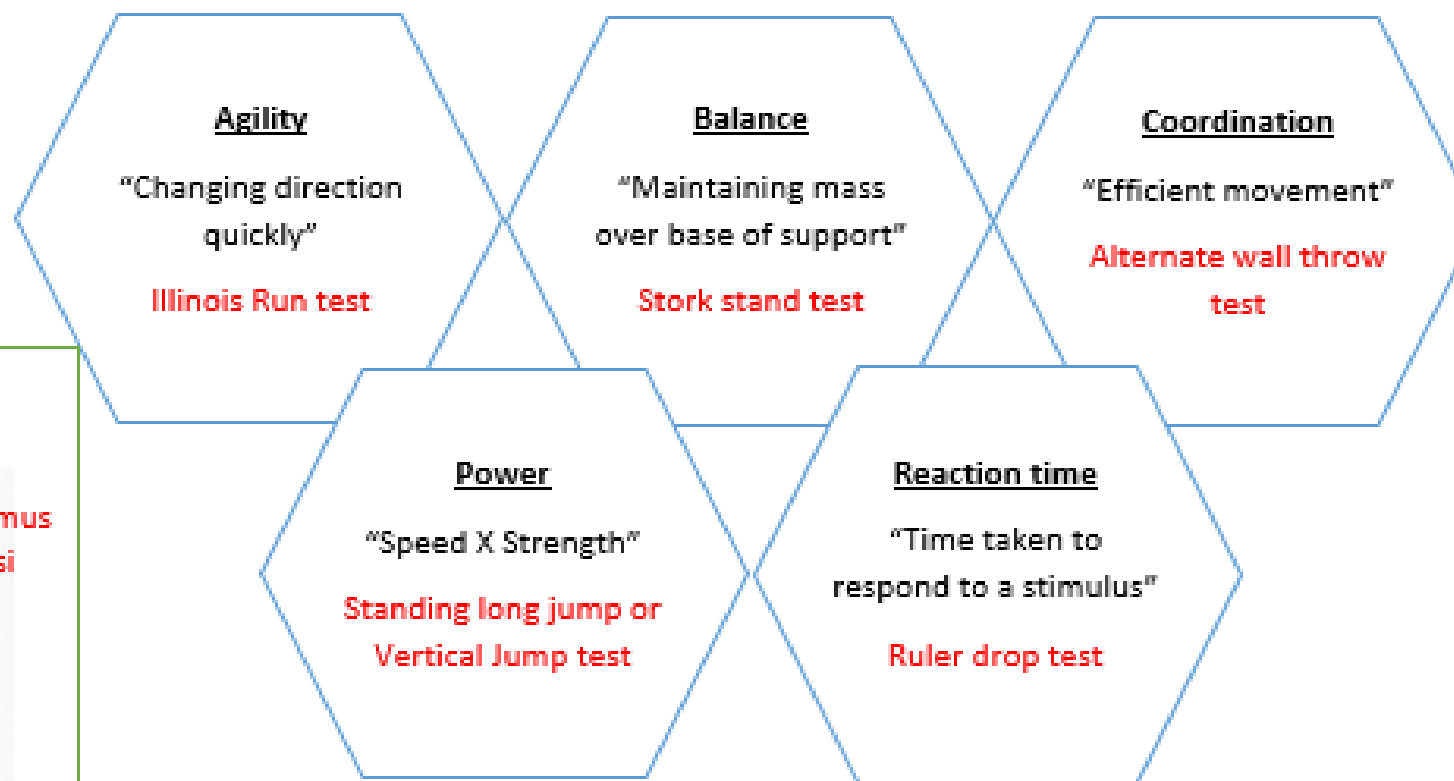 Agility
“Changing direction
quickly”
Illinois Run test
Balance
“Maintaining mass
over base of support”
Stork stand test
Coordination
“Efficient movement”
Alternate wall throw
test
Power
“Speed X Strength”
Standing long jump or
Vertical Jump test
Reaction time
“Time taken to
respond to a stimulus”
Ruler drop test